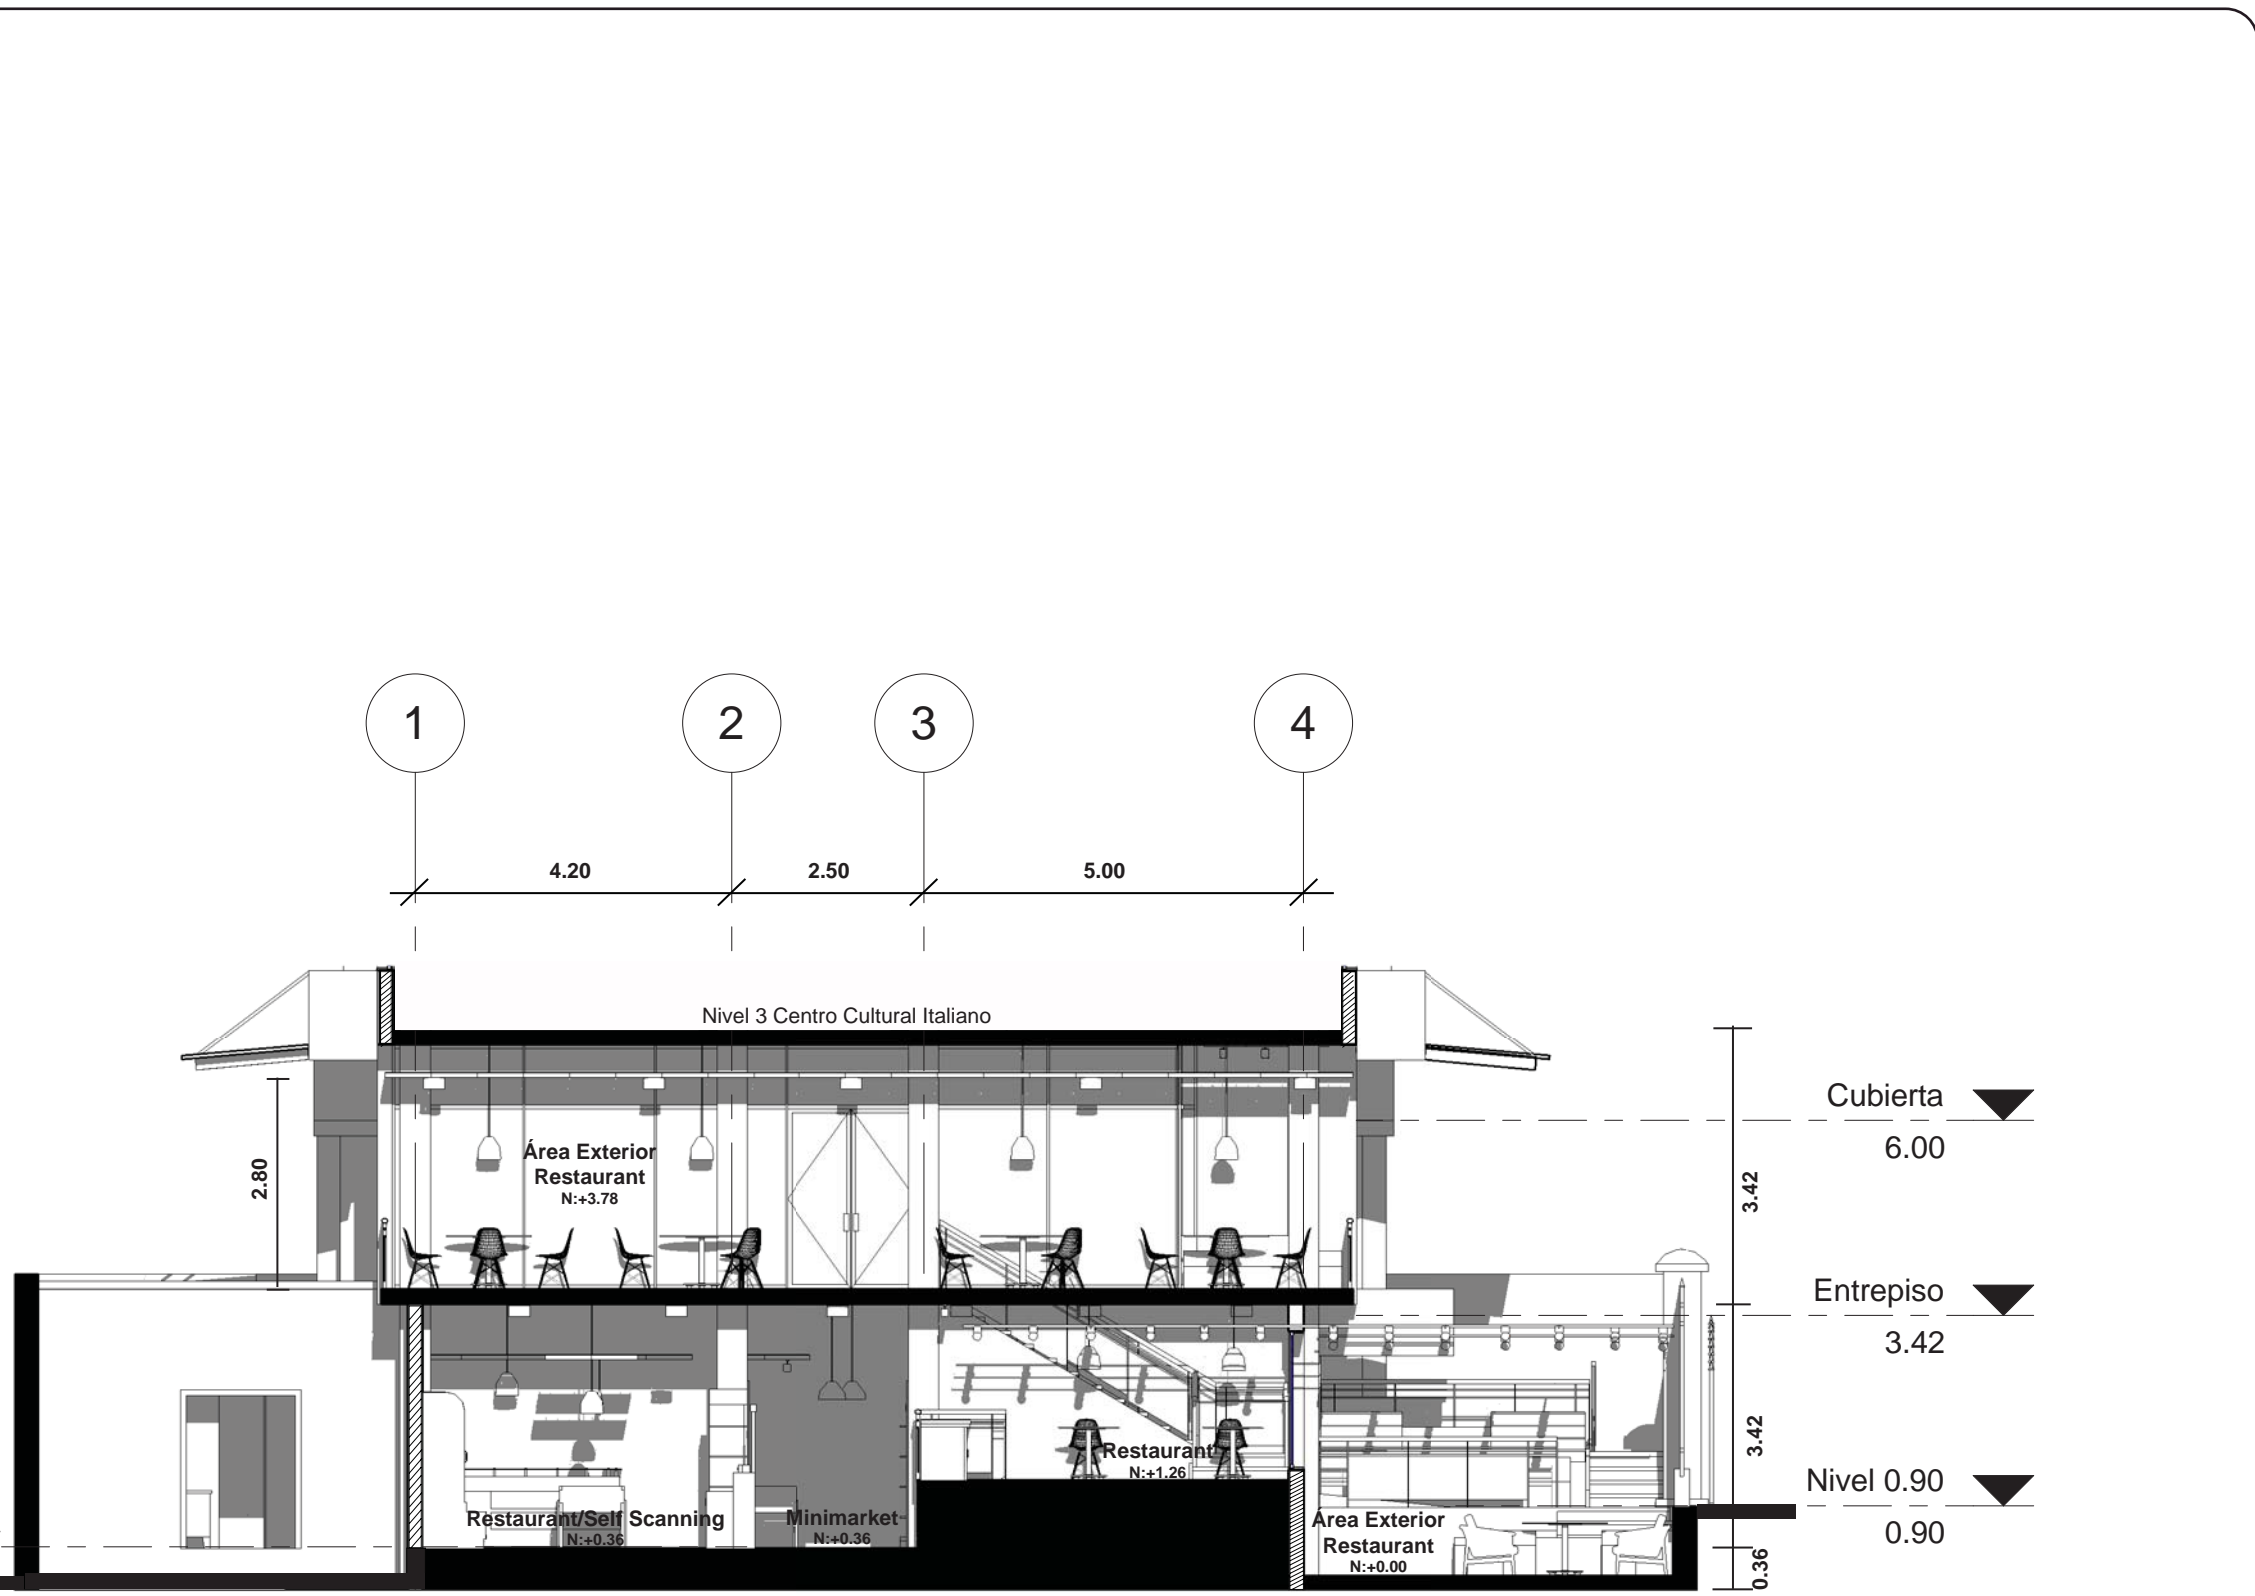 1
2
3
4
4.20
2.50
5.00
Nivel 3 Centro Cultural Italiano
Cubierta
6.00
2.80
Área Exterior
Restaurant
N:+3.78
3.42
Entrepiso
3.42
3.42
Restaurant
N:+1.26
Nivel 0.90
0.90
Restaurant/Self Scanning
N:+0.36
Minimarket
N:+0.36
Área Exterior
Restaurant
N:+0.00
0.36